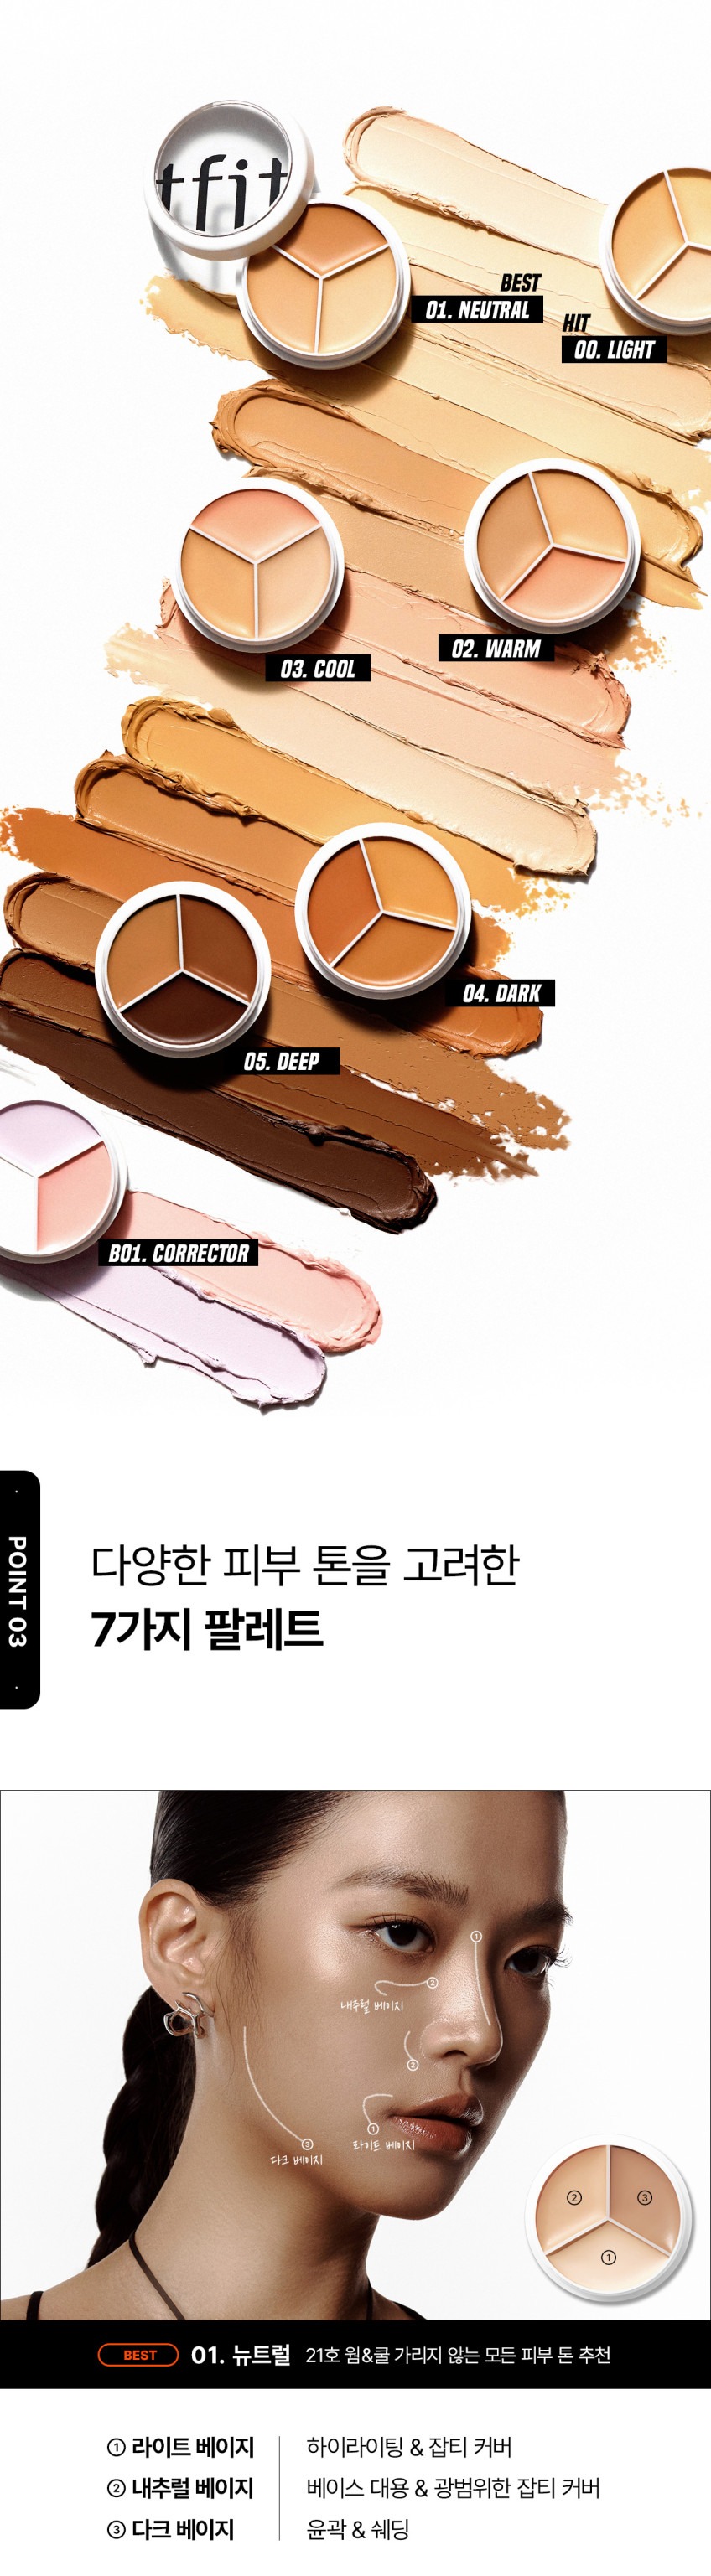 tfit
BEST
01. NEUTRAL
HIT
00. LIGHT
02. WARM
03. COOL
04. DARK
05. DEEP
B01. CORRECTOR
POINT 03
다양한 피부 톤을 고려한
7가지 팔레트
①
②
내추럴 베이지
②
①
라이트 베이지
③
다크 베이지
②
③
①
BEST 01. 뉴트럴 21호 웜&쿨 가리지 않는 모든 피부 톤 추천
① 라이트 베이지 하이라이팅 & 잡티 커버
② 내추럴 베이지 베이스 대용 & 광범위한 잡티 커버
③ 다크 베이지 윤곽 & 쉐딩